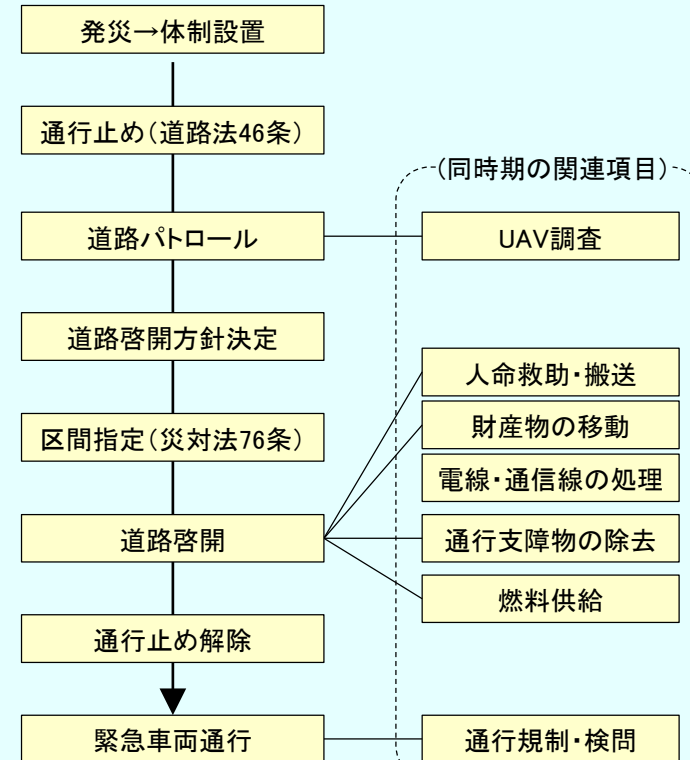 発災→体制設置
通行止め(道路法46条)
(同時期の関連項目)
道路パトロール
UAV調査
道路啓開方針決定
人命救助・搬送
財産物の移動
区間指定(災対法76条)
電線・通信線の処理
道路啓開
通行支障物の除去
燃料供給
通行止め解除
緊急車両通行
通行規制・検問